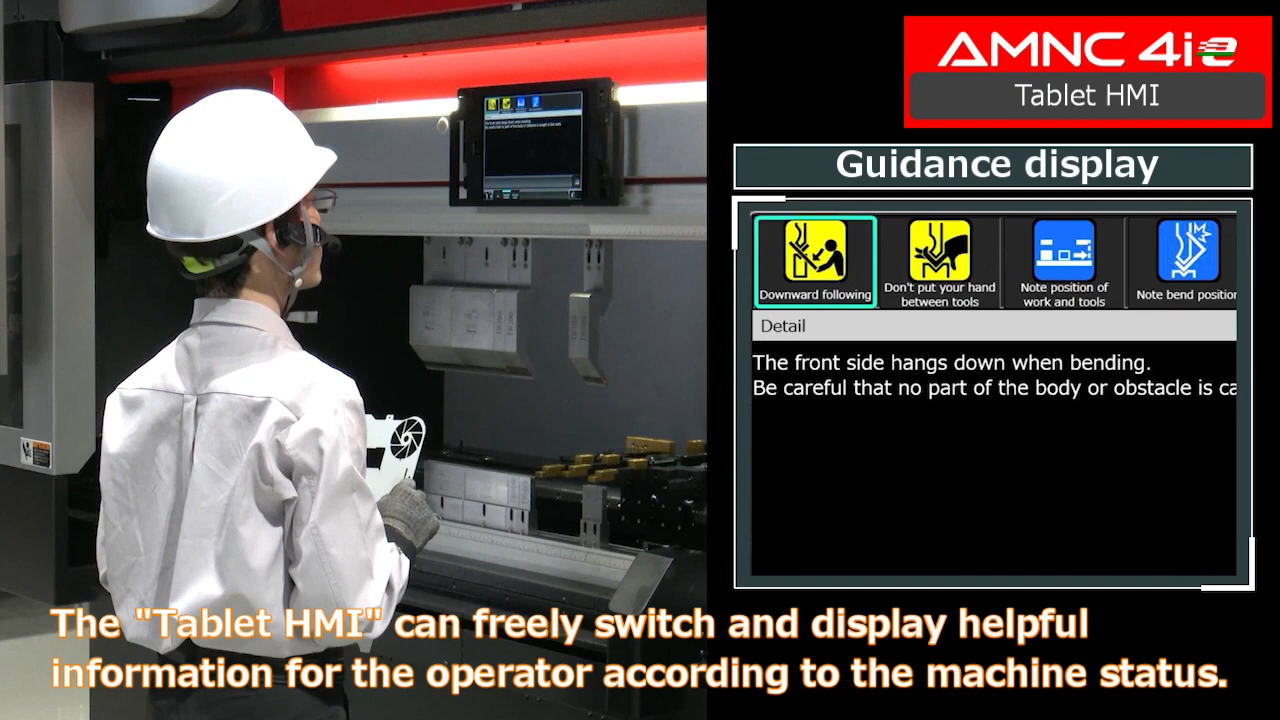 AMNC 4ie
Tablet HMI
Guidance display
Downward following
Don't put your hand
between tools
Note position of
work and tools
Note bend position
Detail
The front side hangs down when bending.
Be careful that no part of the body or obstacle is ca
The "Tablet HMI" can freely switch and display helpful
information for the operator according to the machine status.